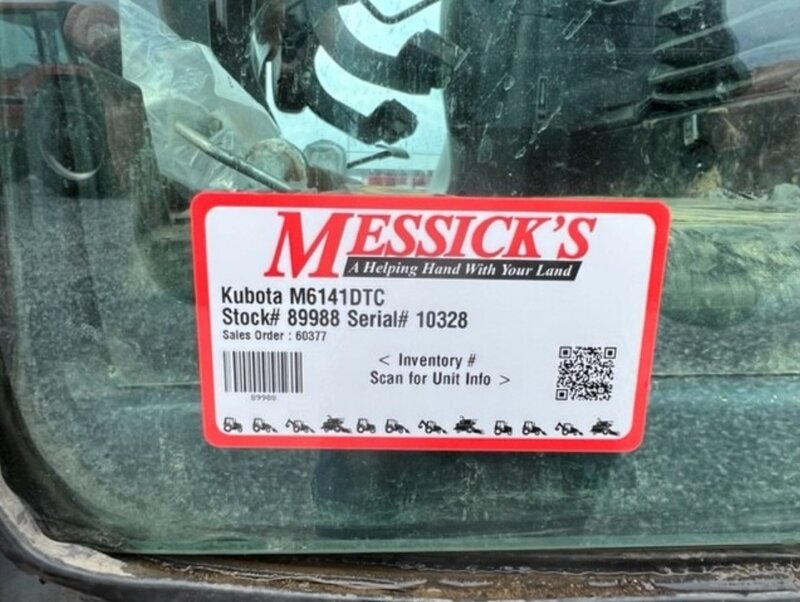 MESSICK'S
A Helping Hand With Your Land
Kubota M6141DTC
Stock# 89988 Serial# 10328
Sales Order : 60377
< Inventory #
Scan for Unit Info >
89988